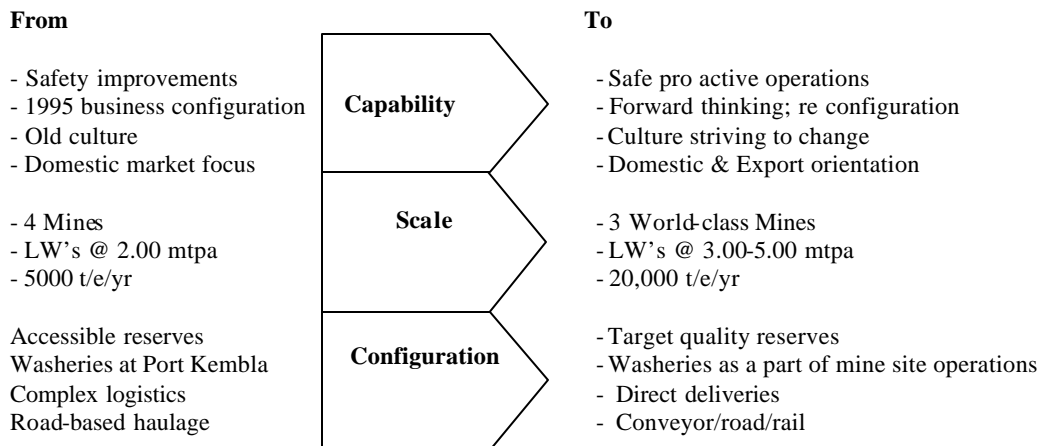 From To
- Safety improvements - Safe pro active operations
- 1995 business configuration Capability - Forward thinking; re configuration
- Old culture - Culture striving to change
- Domestic market focus - Domestic & Export orientation
- 4 Mines Scale - 3 World-class Mines
- LW’s @ 2.00 mtpa - LW’s @ 3.00-5.00 mtpa
- 5000 t/e/yr - 20,000 t/e/yr
Accessible reserves - Target quality reserves
Washeries at Port Kembla Configuration - Washeries as a part of mine site operations
Complex logistics - Direct deliveries
Road-based haulage - Conveyor/road/rail